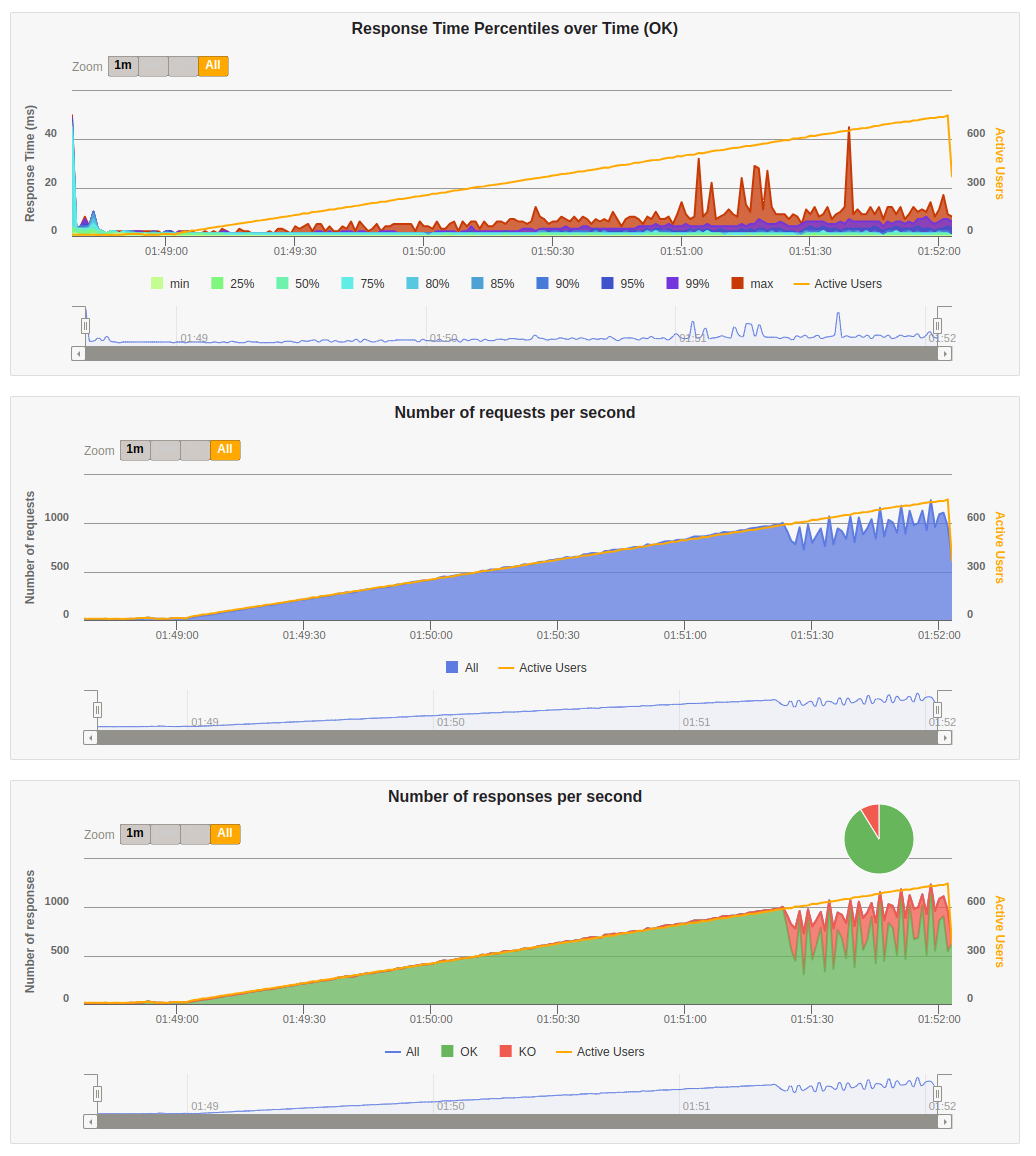 Response Time Percentiles over Time (OK)
Zoom 1m All
Response Time (ms)
40
20
0
600
300
0
Active Users
01:49:00 01:49:30 01:50:00 01:50:30 01:51:00 01:51:30 01:52:00
min 25% 50% 75% 80% 85% 90% 95% 99% max Active Users
01:49 01:50 01:51 01:52
Number of requests per second
Zoom 1m All
Number of requests
1000
500
0
600
300
0
Active Users
01:49:00 01:49:30 01:50:00 01:50:30 01:51:00 01:51:30 01:52:00
All Active Users
01:49 01:50 01:51 01:52
Number of responses per second
Zoom 1m All
Number of responses
1000
500
0
600
300
0
Active Users
01:49:00 01:49:30 01:50:00 01:50:30 01:51:00 01:51:30 01:52:00
All OK KO Active Users
01:49 01:50 01:51 01:52